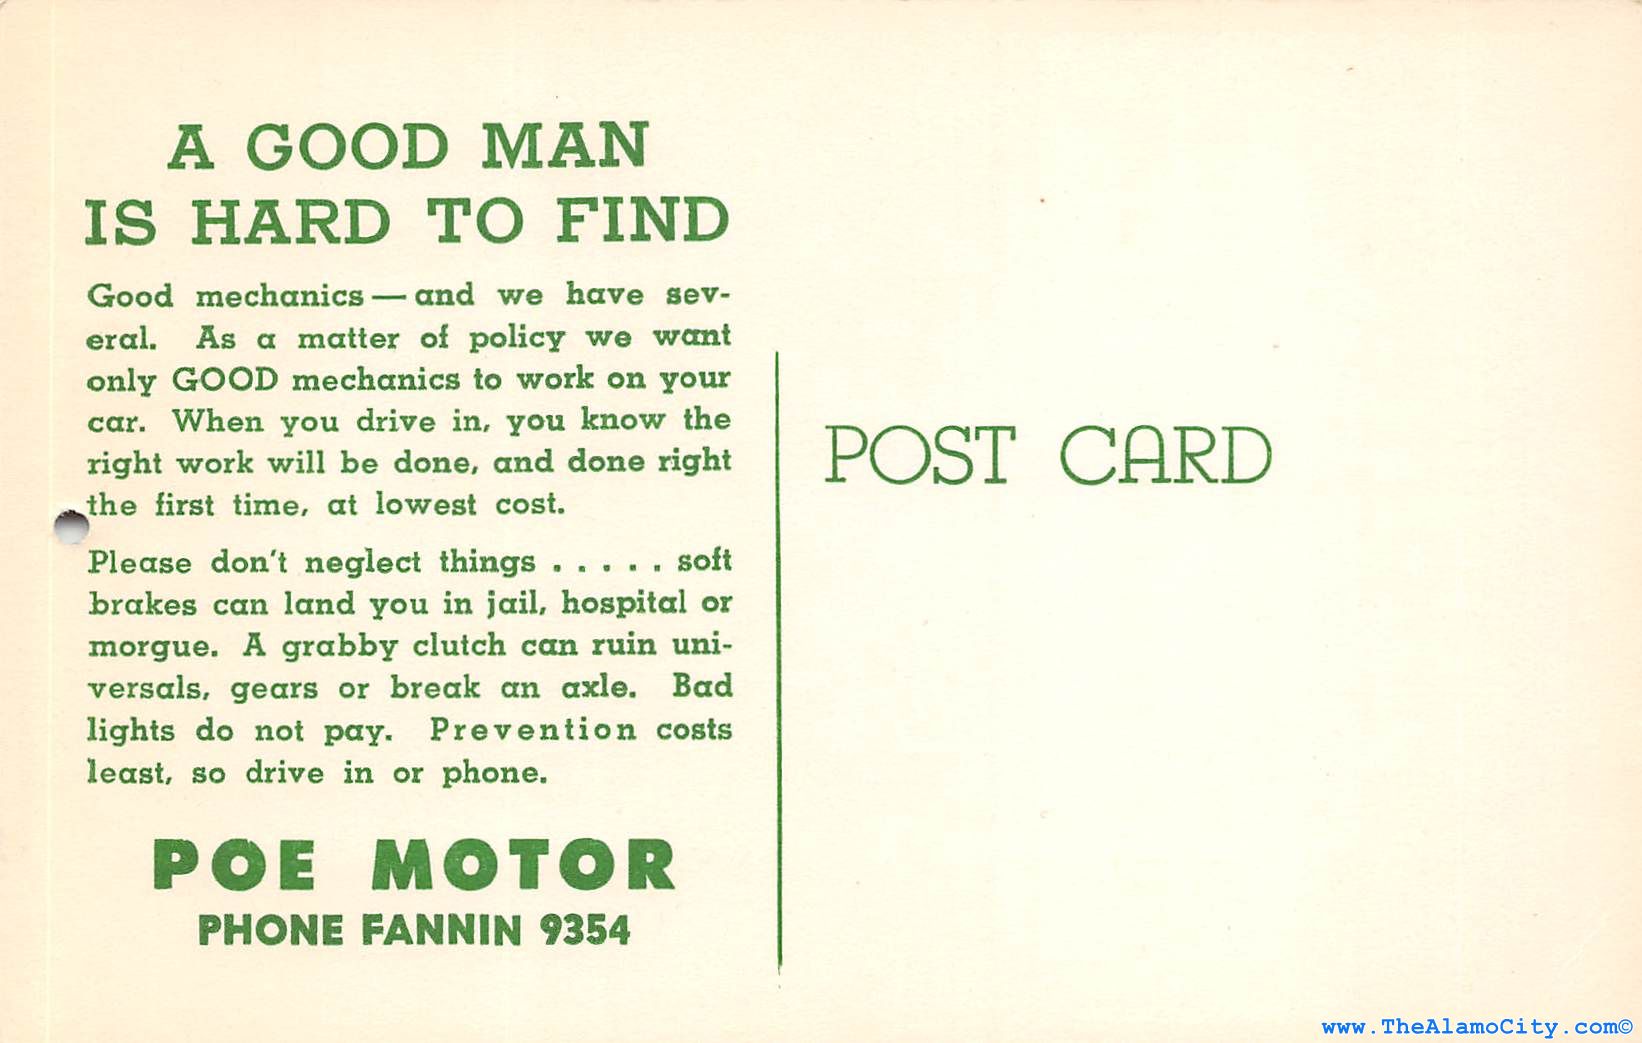 A GOOD MAN
IS HARD TO FIND
Good mechanics — and we have sev-
eral. As a matter of policy we want
only GOOD mechanics to work on your
car. When you drive in, you know the
right work will be done, and done right
the first time, at lowest cost.
Please don't neglect things . . . . . soft
brakes can land you in jail, hospital or
morgue. A grabby clutch can ruin uni-
versals, gears or break an axle. Bad
lights do not pay. Prevention costs
least, so drive in or phone.
POE MOTOR
PHONE FANNIN 9354
POST CARD
www.TheAlamoCity.com©